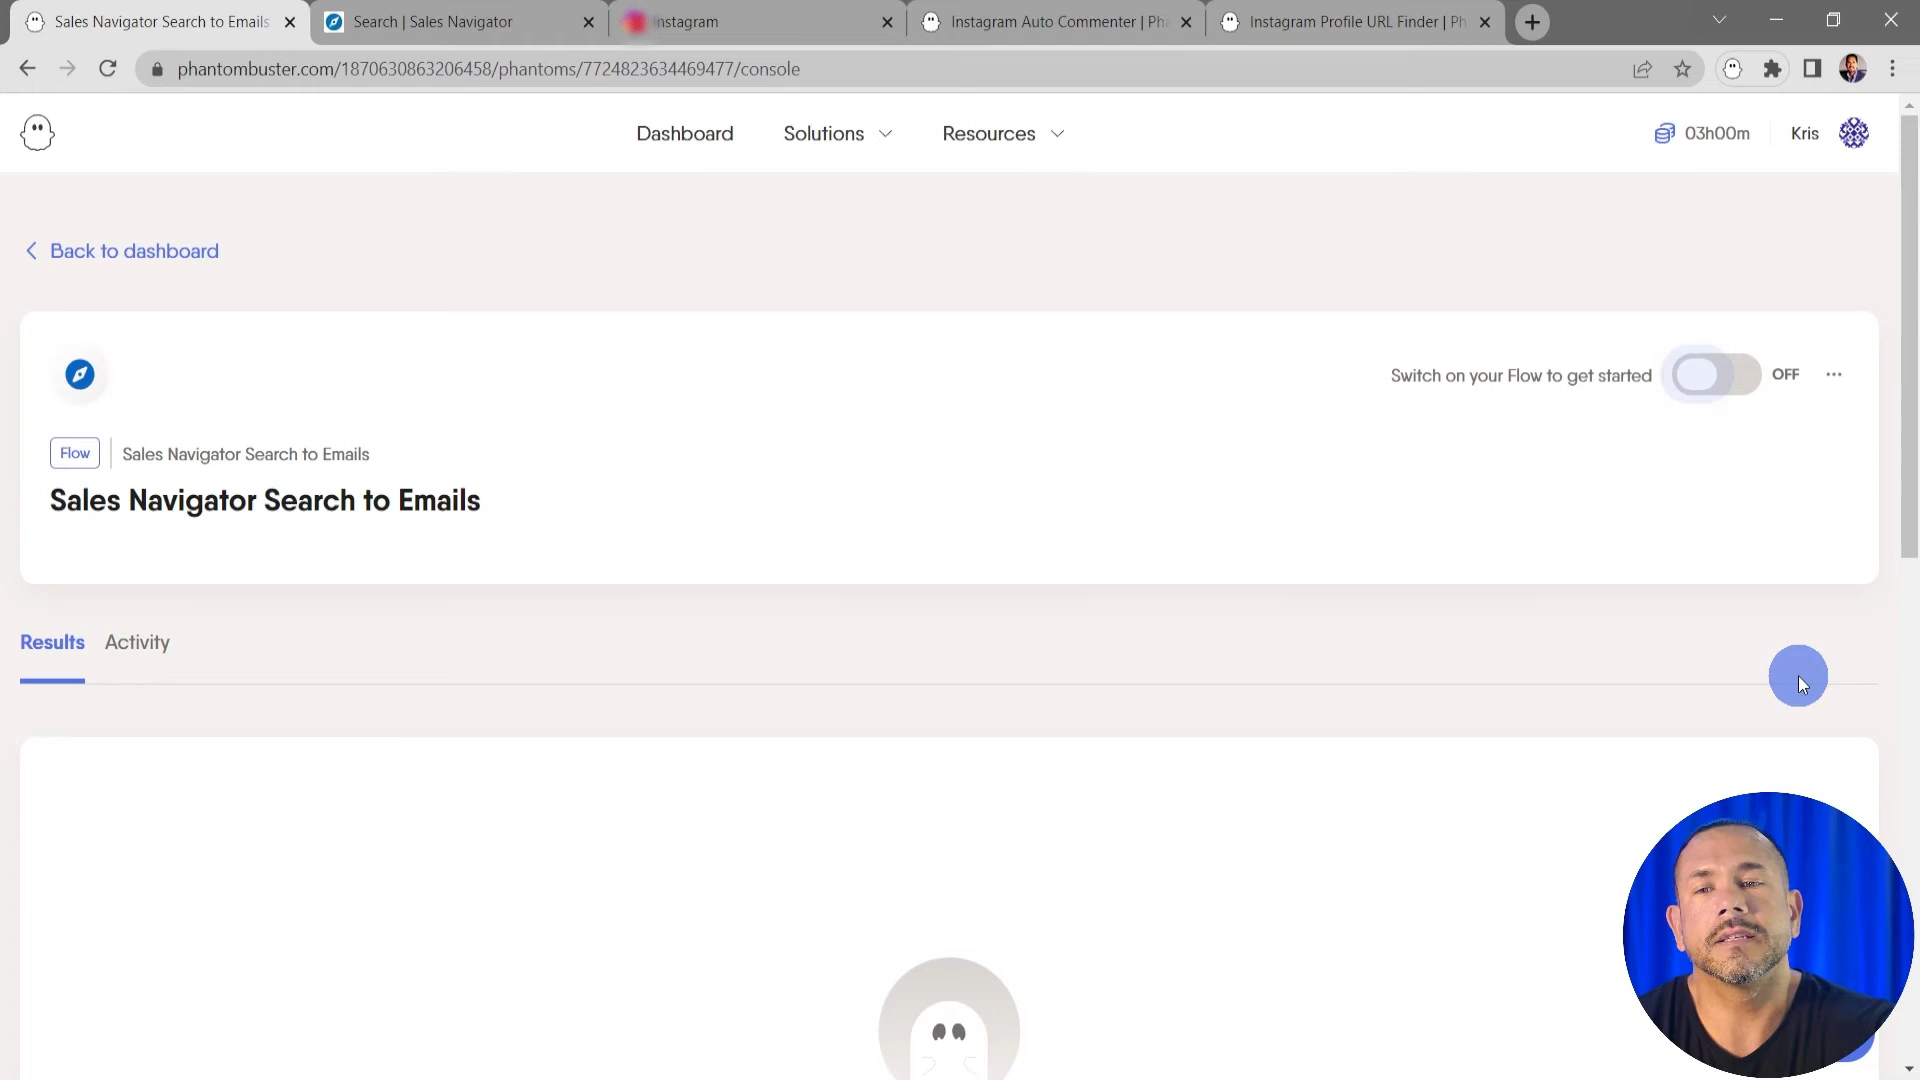 Sales Navigator Search to Emails
Search | Sales Navigator
Instagram
Instagram Auto Commenter | Pha
Instagram Profile URL Finder | Ph
phantombuster.com/1870630863206458/phantoms/7724823634469477/console
Dashboard
Solutions
Resources
03h00m
Kris
Back to dashboard
Switch on your Flow to get started
OFF
Flow
Sales Navigator Search to Emails
Sales Navigator Search to Emails
Results
Activity